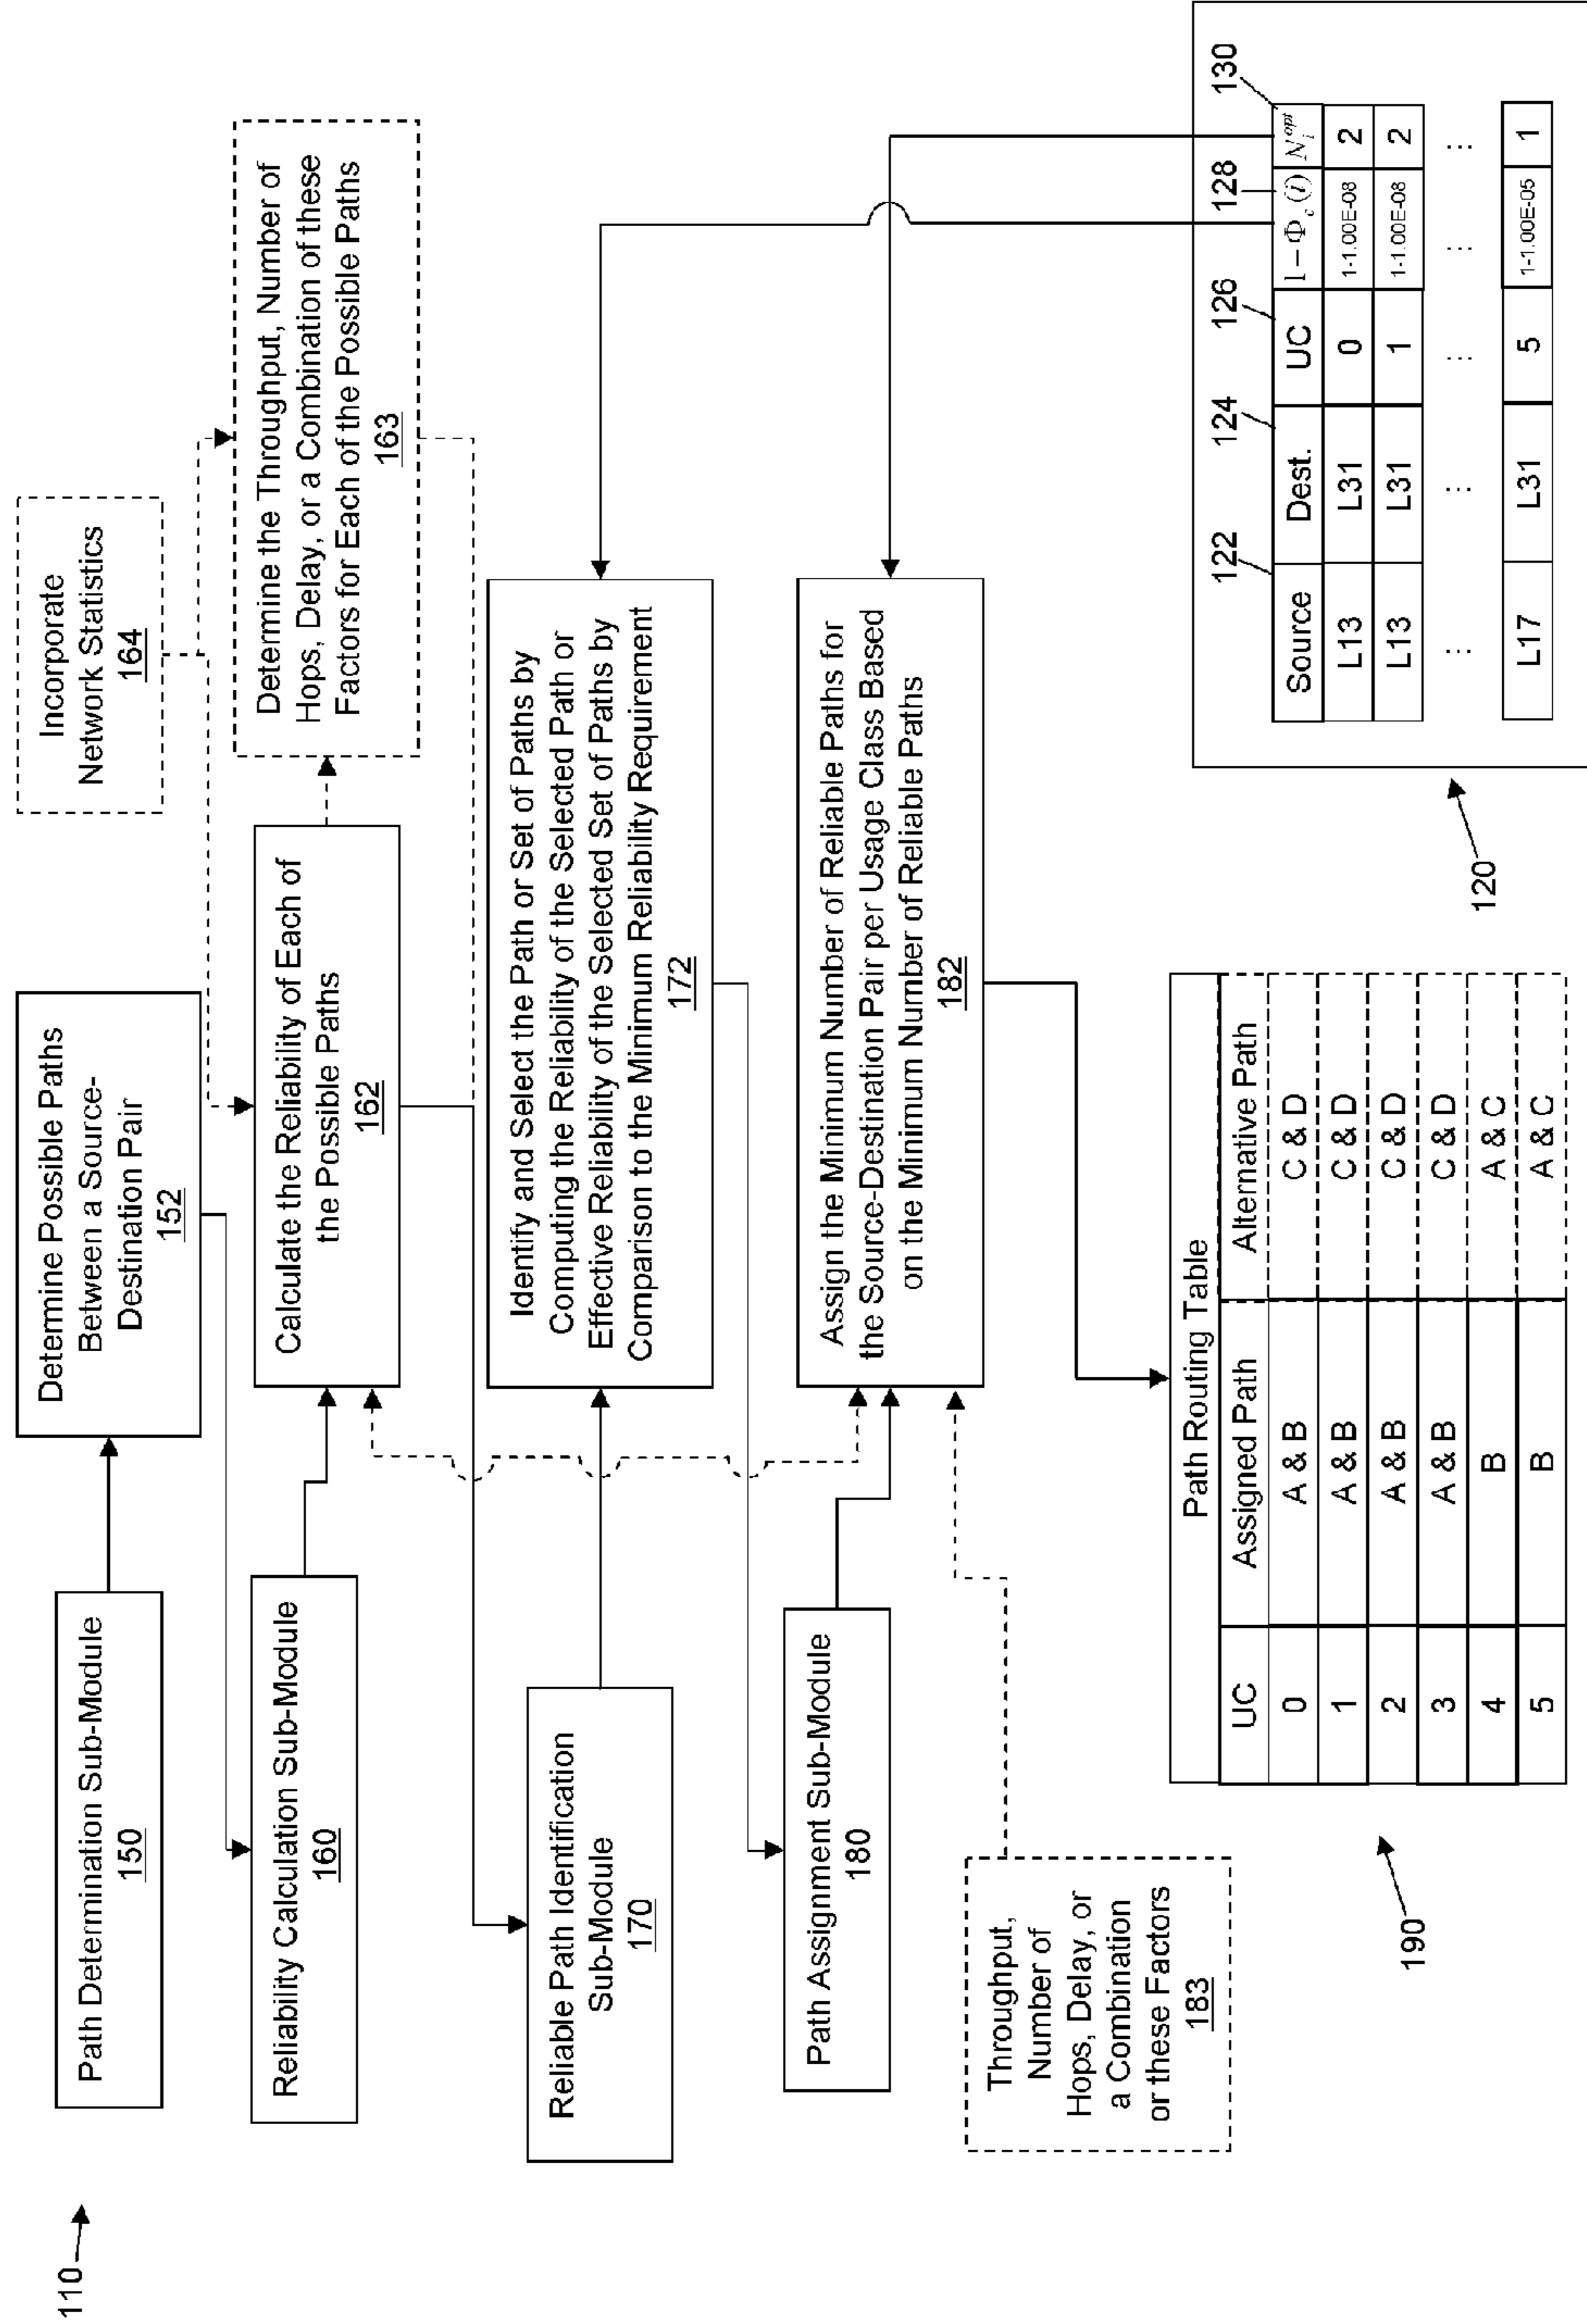 110
Path Determination Sub-Module
150
Determine Possible Paths
Between a Source-
Destination Pair
152
Incorporate
Network Statistics
164
Reliability Calculation Sub-Module
160
Calculate the Reliability of Each of
the Possible Paths
162
Determine the Throughput, Number of
Hops, Delay, or a Combination of these
Factors for Each of the Possible Paths
163
Reliable Path Identification
Sub-Module
170
Identify and Select the Path or Set of Paths by
Computing the Reliability of the Selected Path or
Effective Reliability of the Selected Set of Paths by
Comparison to the Minimum Reliability Requirement
172
Path Assignment Sub-Module
180
Assign the Minimum Number of Reliable Paths for
the Source-Destination Pair per Usage Class Based
on the Minimum Number of Reliable Paths
182
Throughput,
Number of
Hops, Delay, or
a Combination
or these Factors
183
190
Path Routing Table
UC Assigned Path Alternative Path
0 A & B C & D
1 A & B C & D
2 A & B C & D
3 A & B C & D
4 B A & C
5 B A & C
120
122 124 126 128 130
Source Dest. UC 1−Φc(i) Ni^opt
L13 L31 0 1-1.00E-08 2
L13 L31 1 1-1.00E-08 2
... ... ... ... ...
L17 L31 5 1-1.00E-05 1